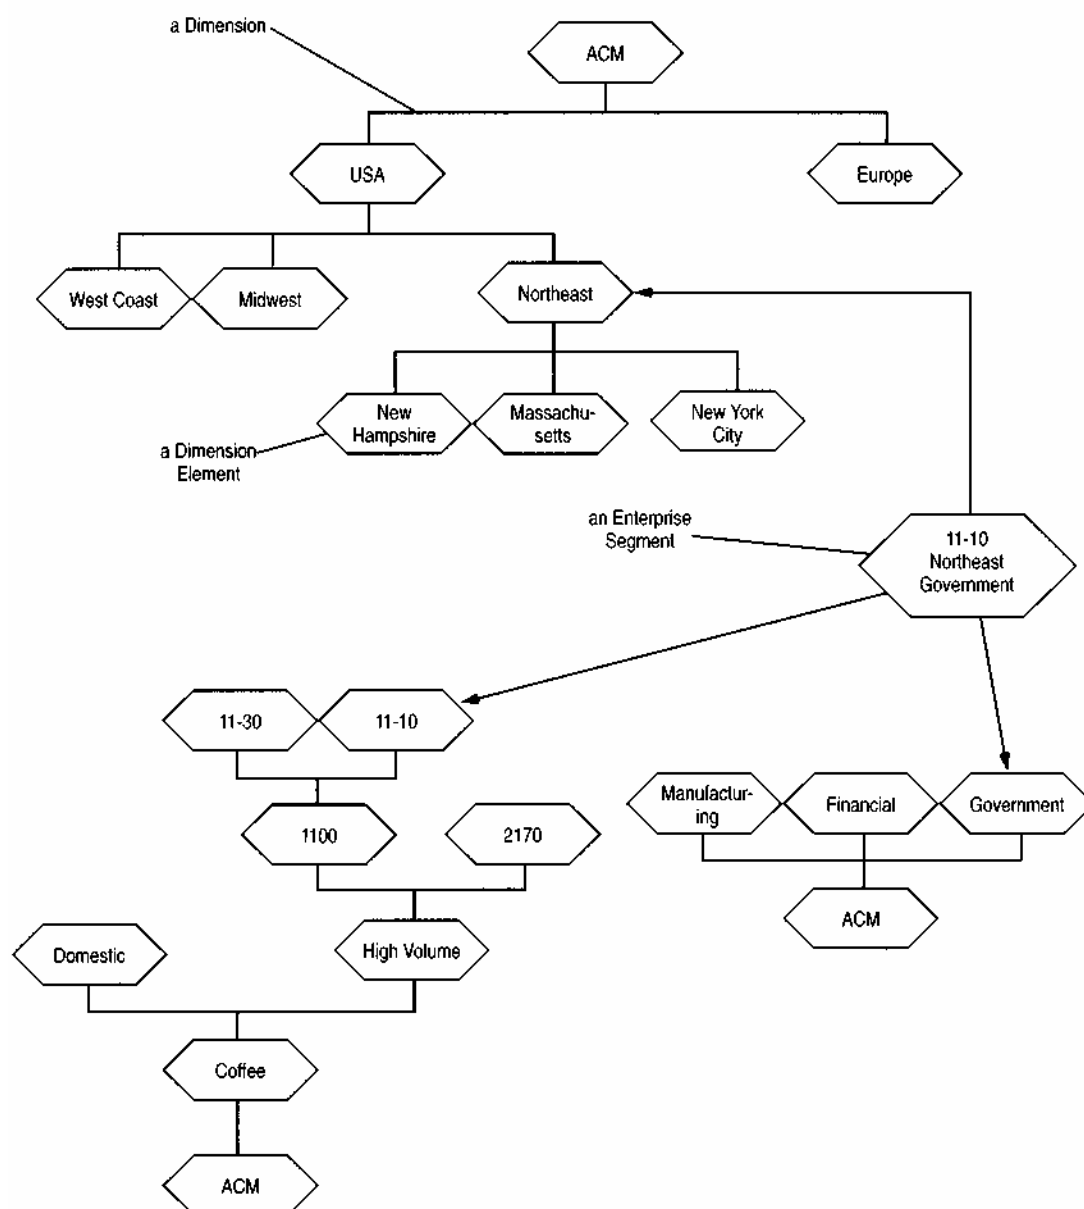 a Dimension
ACM
USA
Europe
West Coast
Midwest
Northeast
New
Hampshire
Massachu-
setts
New York
City
a Dimension
Element
an Enterprise
Segment
11-10
Northeast
Government
11-30
11-10
Manufactur-
ing
Financial
Government
1100
2170
ACM
Domestic
High Volume
Coffee
ACM